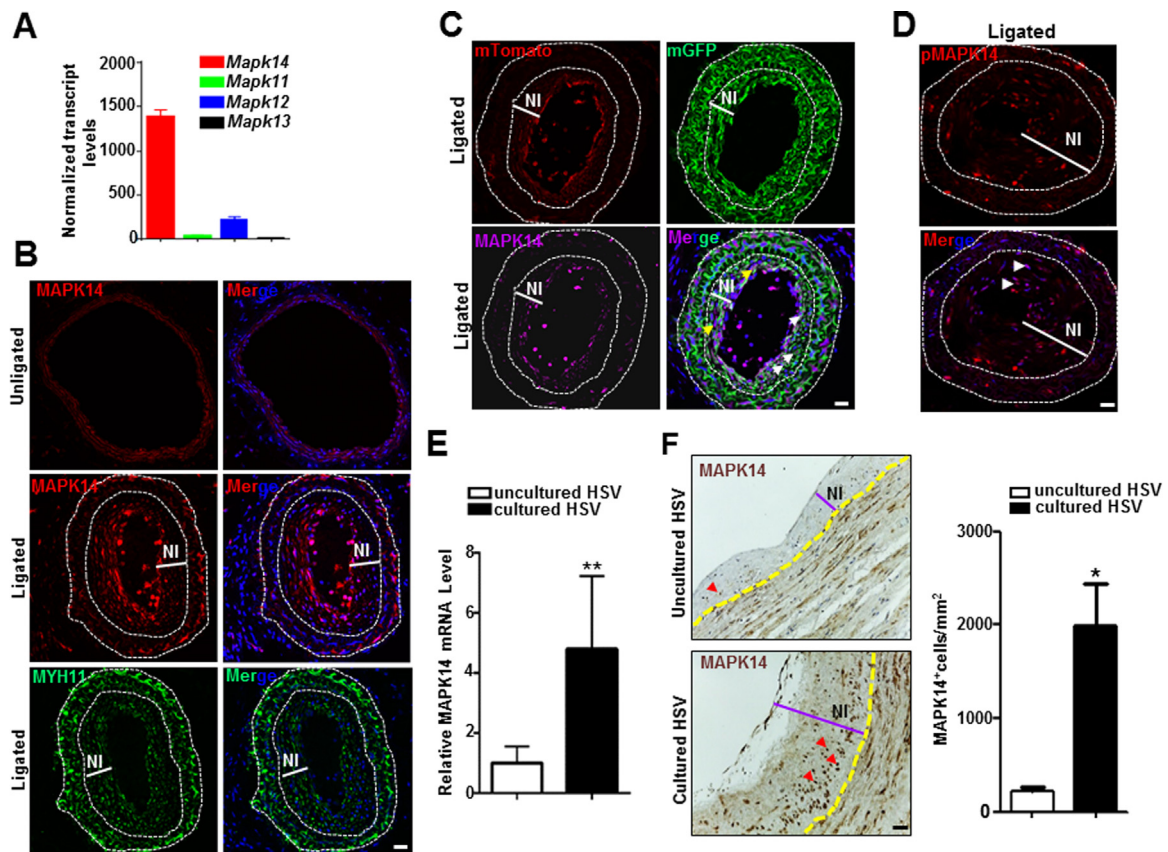 A
Normalized transcript
levels
2000
1500
1000
500
0
Mapk14
Mapk11
Mapk12
Mapk13
B
MAPK14
Merge
Unligated
MAPK14
Merge
NI
NI
Ligated
MYH11
Merge
NI
NI
Ligated
C
mTomato
mGFP
NI
NI
Ligated
MAPK14
Merge
NI
NI
Ligated
D
Ligated
pMAPK14
NI
Merge
NI
E
uncultured HSV
cultured HSV
Relative MAPK14 mRNA Level
8
6
4
2
0
**
F
MAPK14
NI
Uncultured HSV
MAPK14
NI
Cultured HSV
uncultured HSV
cultured HSV
MAPK14+cells/mm2
3000
2000
1000
0
*